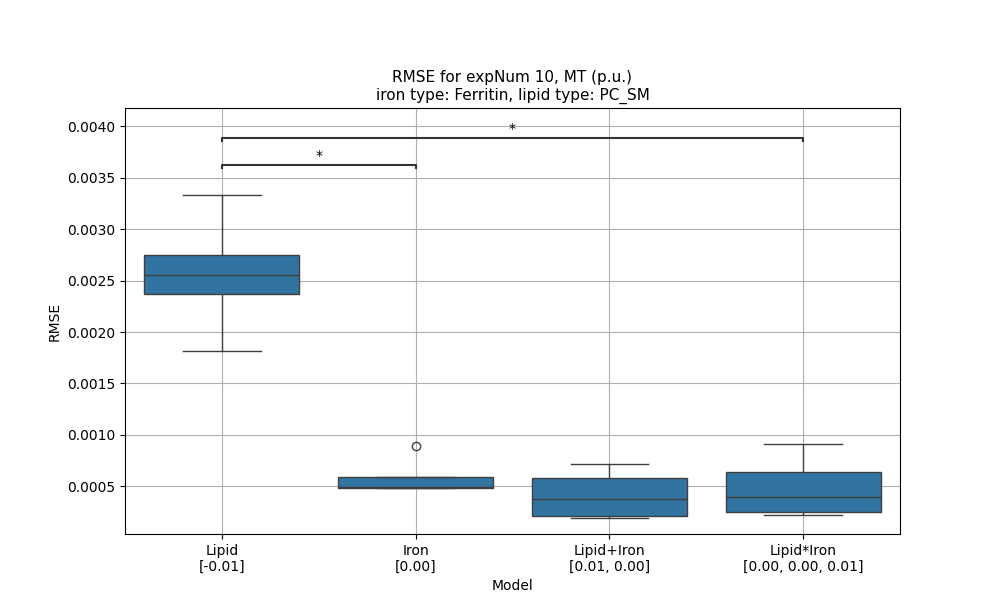 RMSE for expNum 10, MT (p.u.)
iron type: Ferritin, lipid type: PC_SM
0.0040
0.0035
0.0030
0.0025
0.0020
0.0015
0.0010
0.0005
RMSE
*
*
Lipid
[-0.01]
Iron
[0.00]
Lipid+Iron
[0.01, 0.00]
Lipid*Iron
[0.00, 0.00, 0.01]
Model